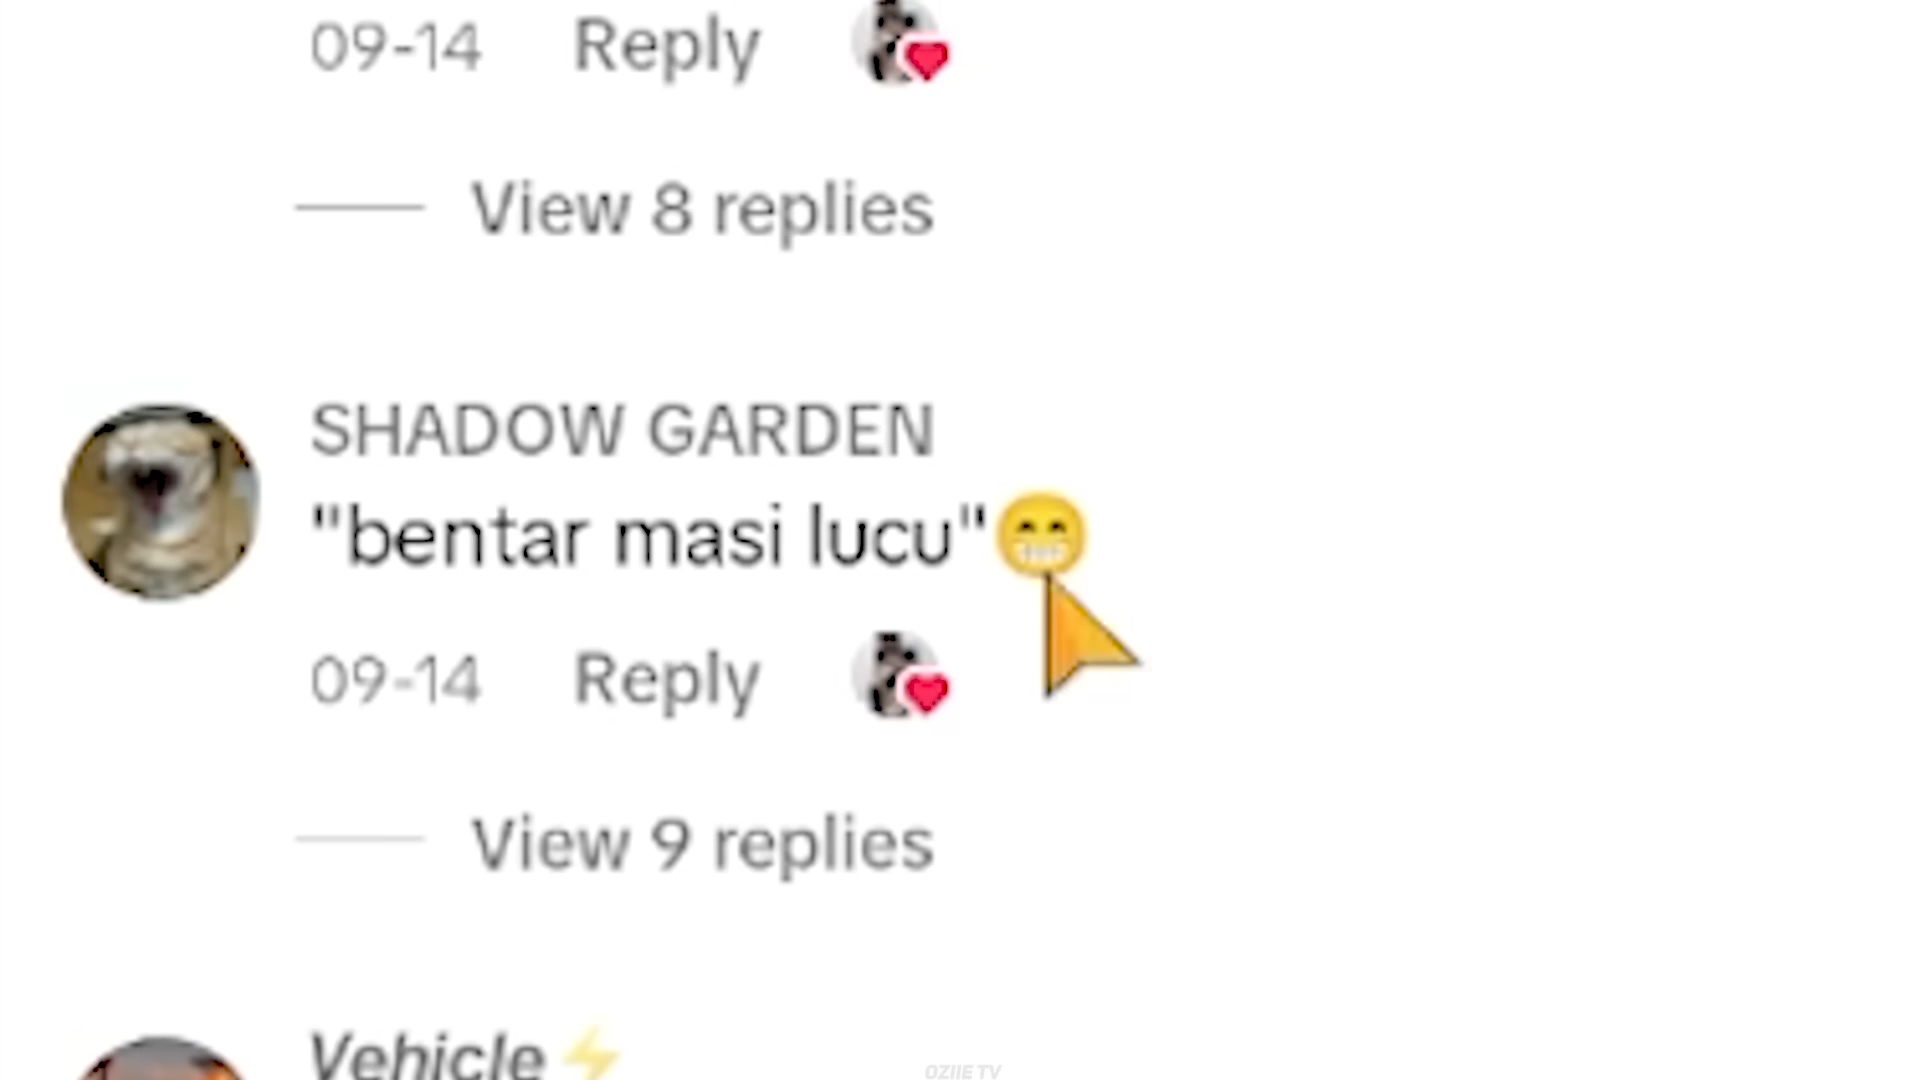 09-14 Reply
View 8 replies
SHADOW GARDEN
"bentar masi lucu"😁
09-14 Reply
View 9 replies
Vehicle⚡
OZIIE TV